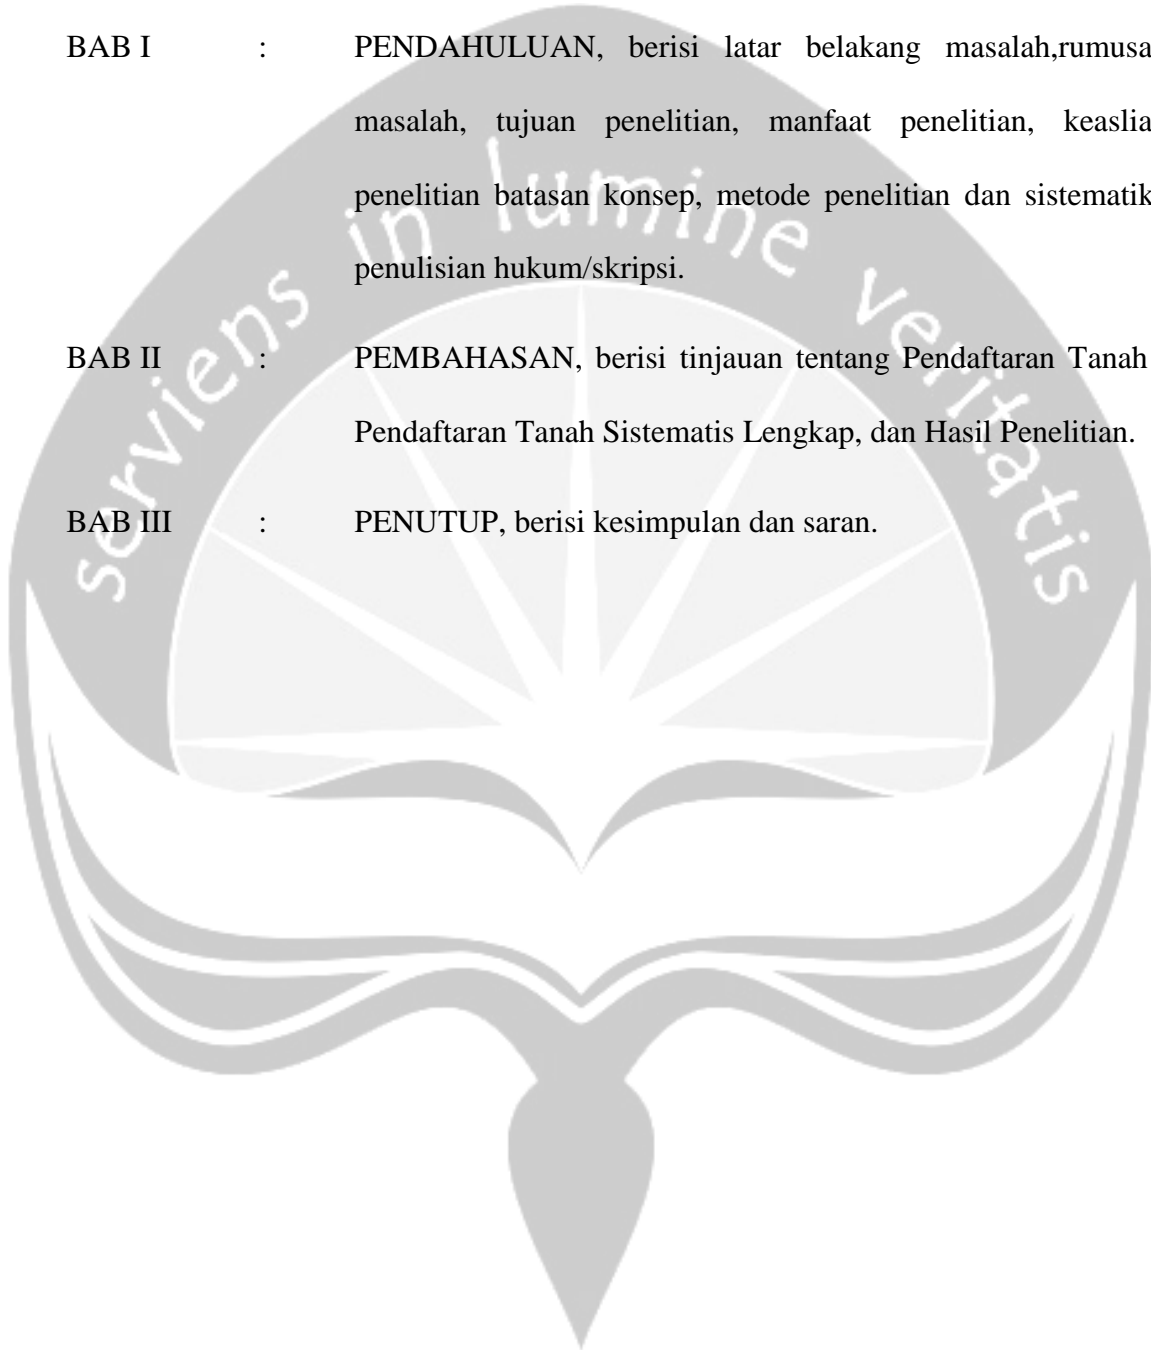 BAB I : PENDAHULUAN, berisi latar belakang masalah,rumusa
masalah, tujuan penelitian, manfaat penelitian, keaslia
penelitian batasan konsep, metode penelitian dan sistematik
penulisian hukum/skripsi.
BAB II : PEMBAHASAN, berisi tinjauan tentang Pendaftaran Tanah
Pendaftaran Tanah Sistematis Lengkap, dan Hasil Penelitian.
BAB III : PENUTUP, berisi kesimpulan dan saran.
serviens in lumine veritatis